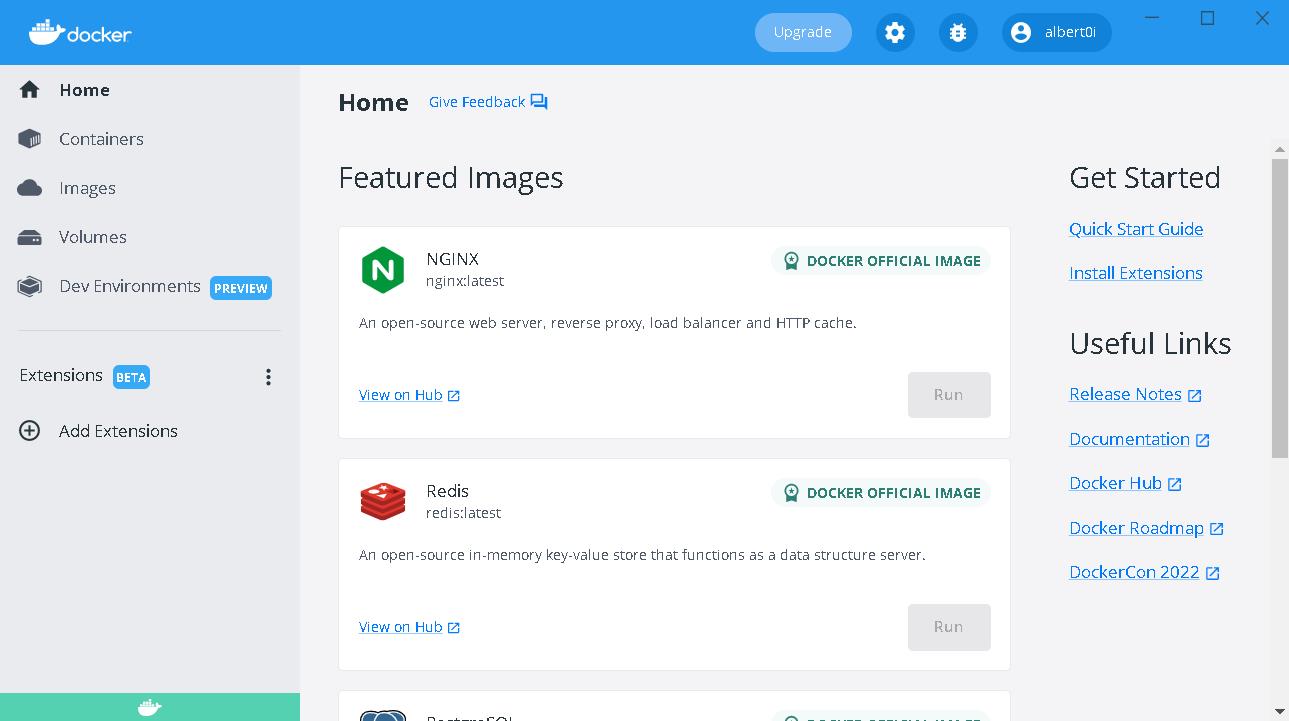 docker
Upgrade
albert0i
Home
Containers
Images
Volumes
Dev Environments PREVIEW
Extensions BETA
Add Extensions
Home Give Feedback
Featured Images
NGINX
nginx:latest
DOCKER OFFICIAL IMAGE
An open-source web server, reverse proxy, load balancer and HTTP cache.
View on Hub
Run
Redis
redis:latest
DOCKER OFFICIAL IMAGE
An open-source in-memory key-value store that functions as a data structure server.
View on Hub
Run
PostgreSQL
DOCKER OFFICIAL IMAGE
Get Started
Quick Start Guide
Install Extensions
Useful Links
Release Notes
Documentation
Docker Hub
Docker Roadmap
DockerCon 2022